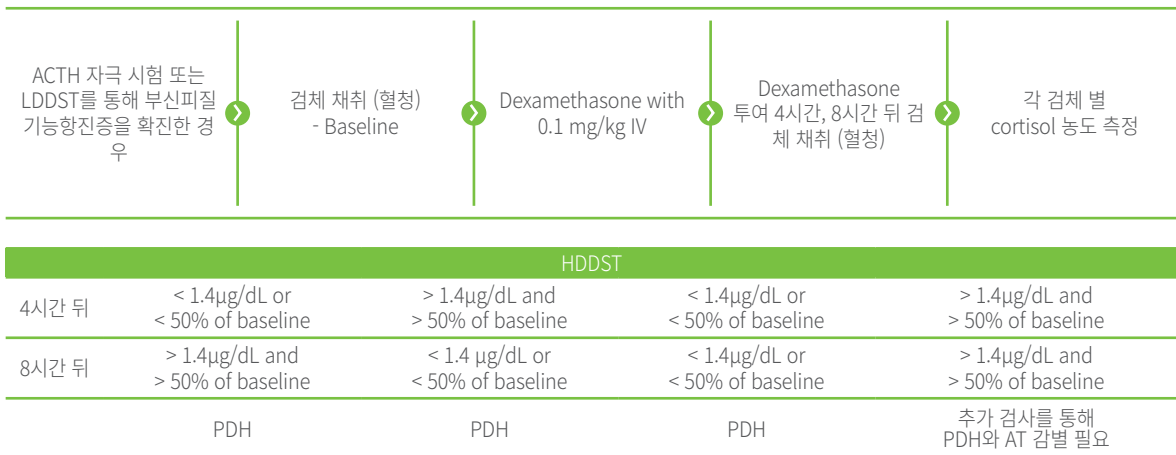 ACTH 자극 시험 또는
LDDST를 통해 부신피질
기능항진증을 확진한 경
우
검체 채취 (혈청)
- Baseline
Dexamethasone with
0.1 mg/kg IV
Dexamethasone
투여 4시간, 8시간 뒤 검
체 채취 (혈청)
각 검체 별
cortisol 농도 측정
HDDST
4시간 뒤
< 1.4μg/dL or
< 50% of baseline
> 1.4μg/dL and
> 50% of baseline
< 1.4μg/dL or
< 50% of baseline
> 1.4μg/dL and
> 50% of baseline
8시간 뒤
> 1.4μg/dL and
> 50% of baseline
< 1.4 μg/dL or
< 50% of baseline
< 1.4μg/dL or
< 50% of baseline
> 1.4μg/dL and
> 50% of baseline
PDH
PDH
PDH
추가 검사를 통해
PDH와 AT 감별 필요